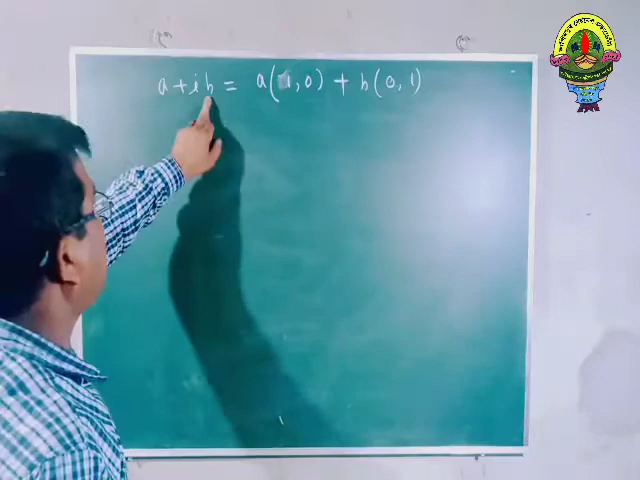 a + ib = a(1,0) + b(0,1)